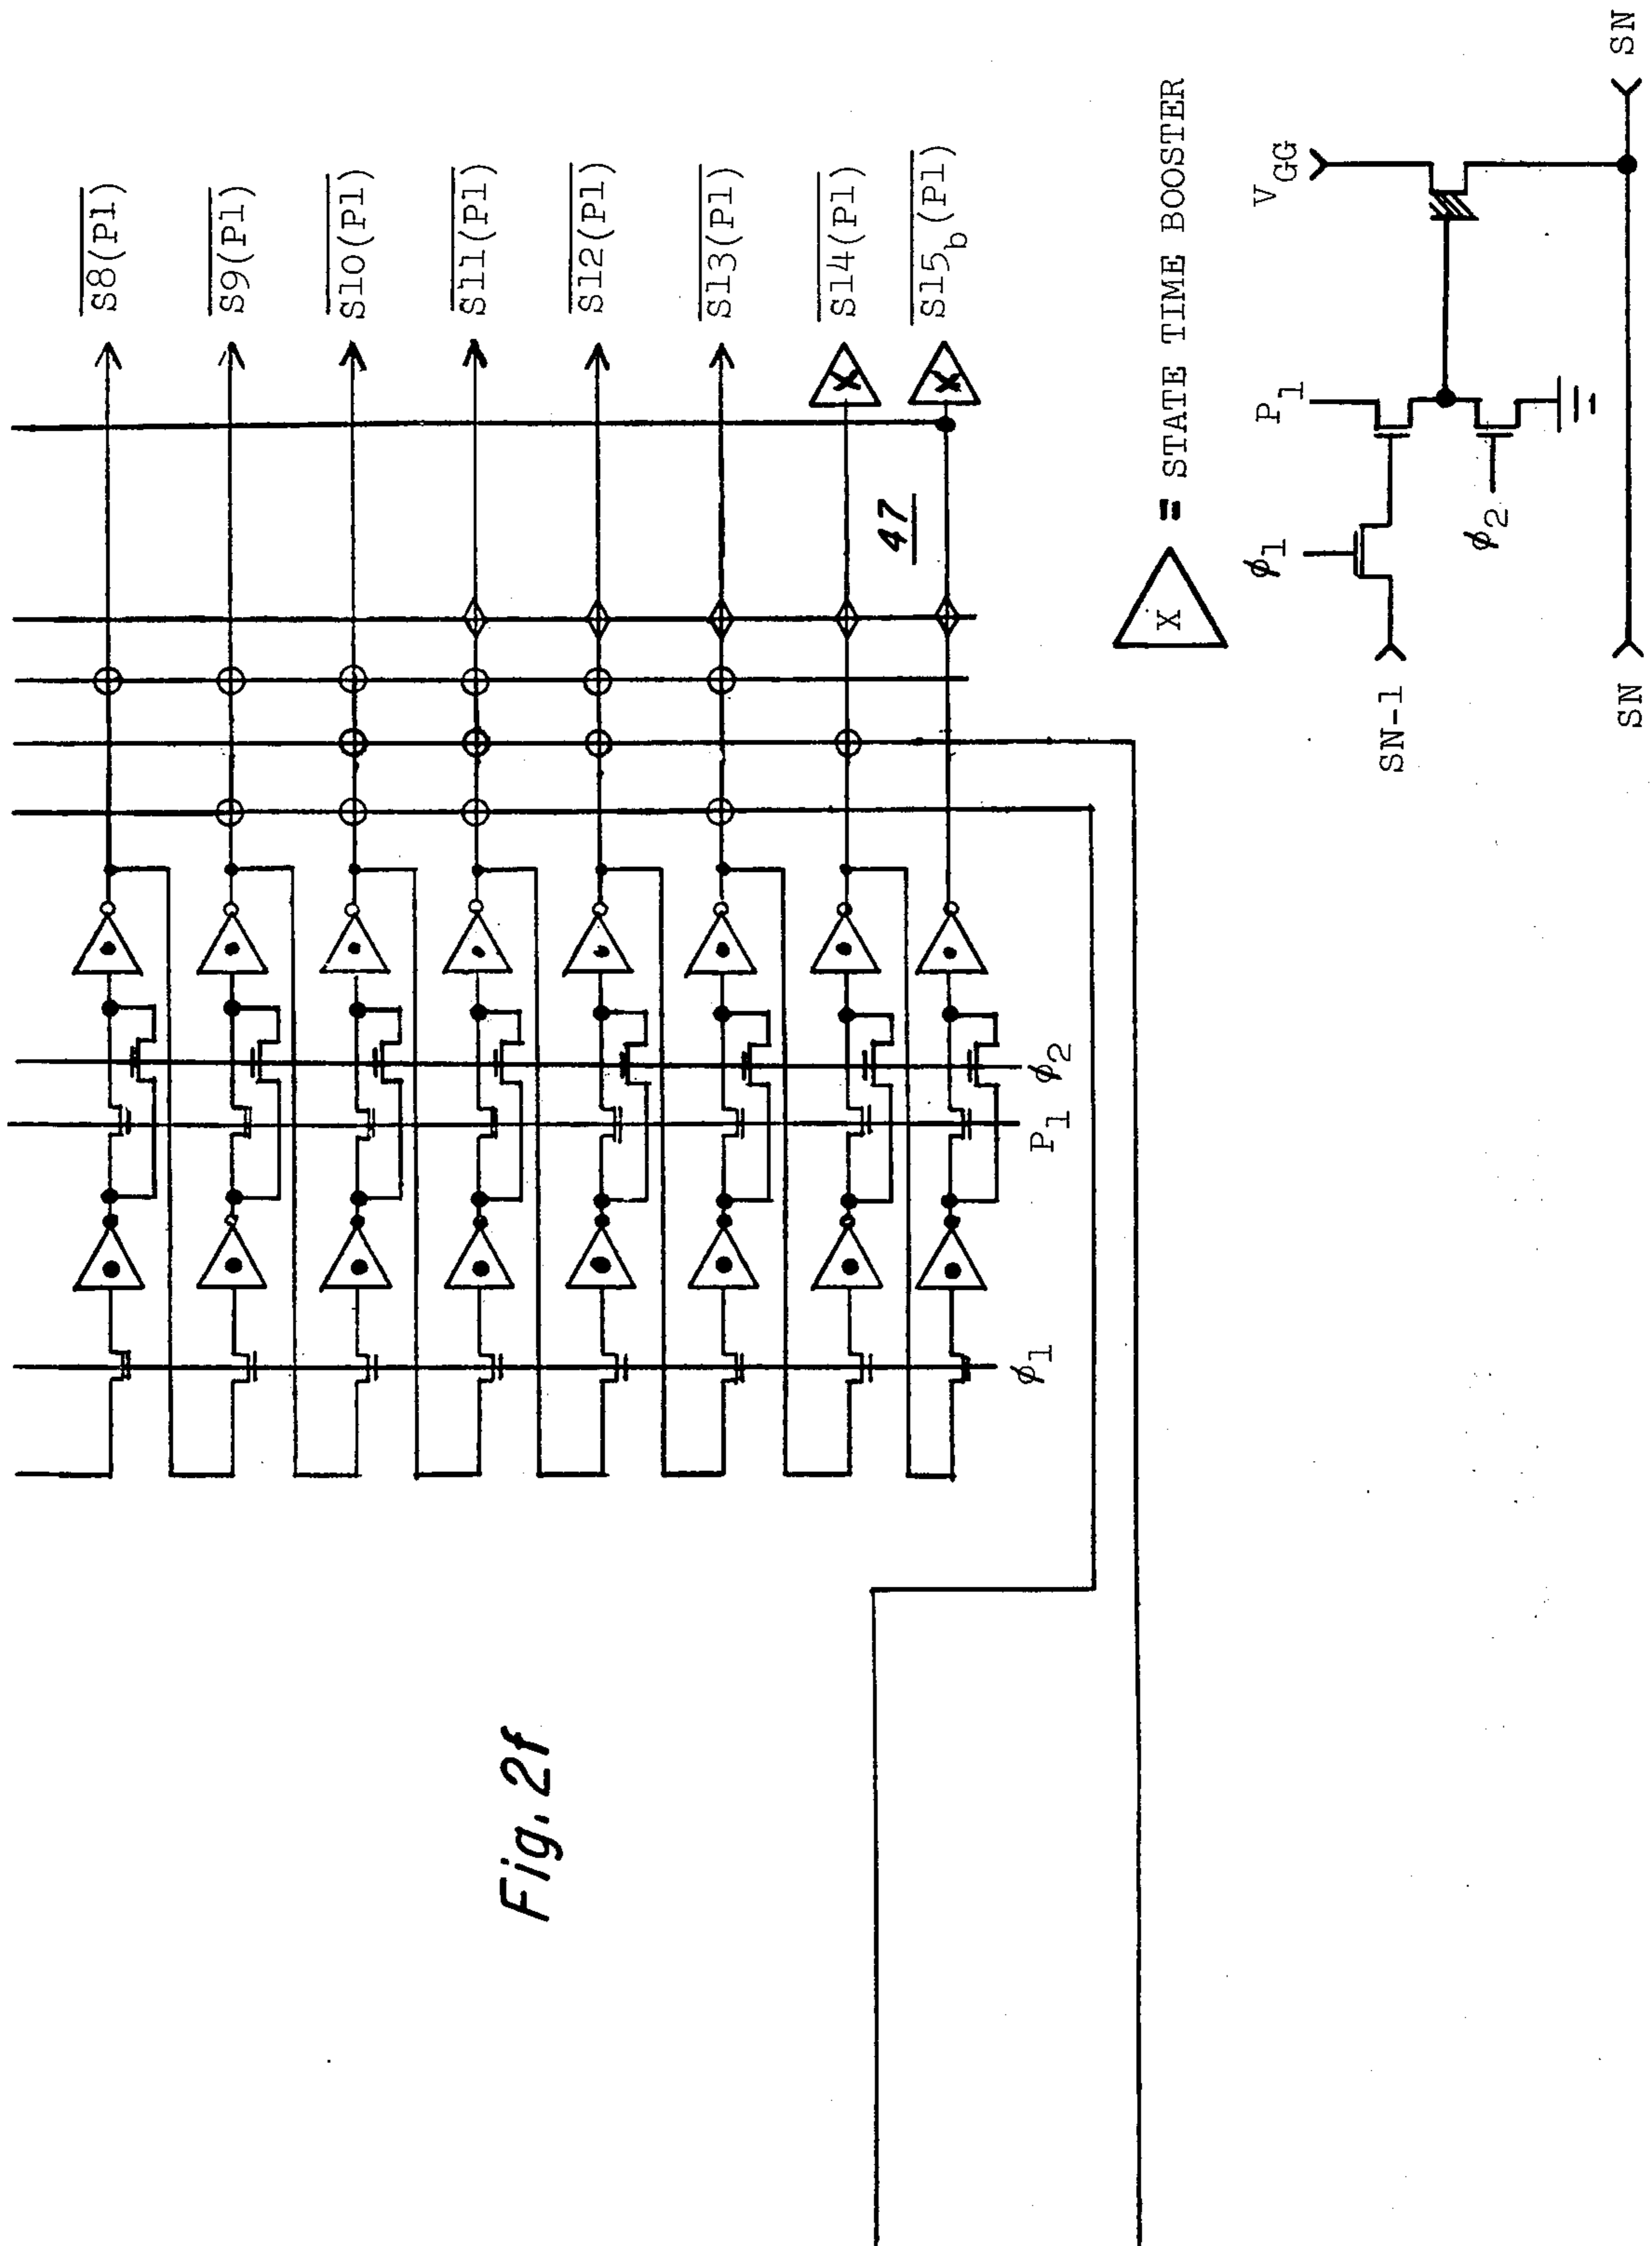 S8(P1)
S9(P1)
S10(P1)
S11(P1)
S12(P1)
S13(P1)
S14(P1)
S15b(P1)
47
ϕ2
P1
ϕ1
Fig. 2f
X
X
X = STATE TIME BOOSTER
VGG
P1
ϕ1
ϕ2
SN-1
SN
SN